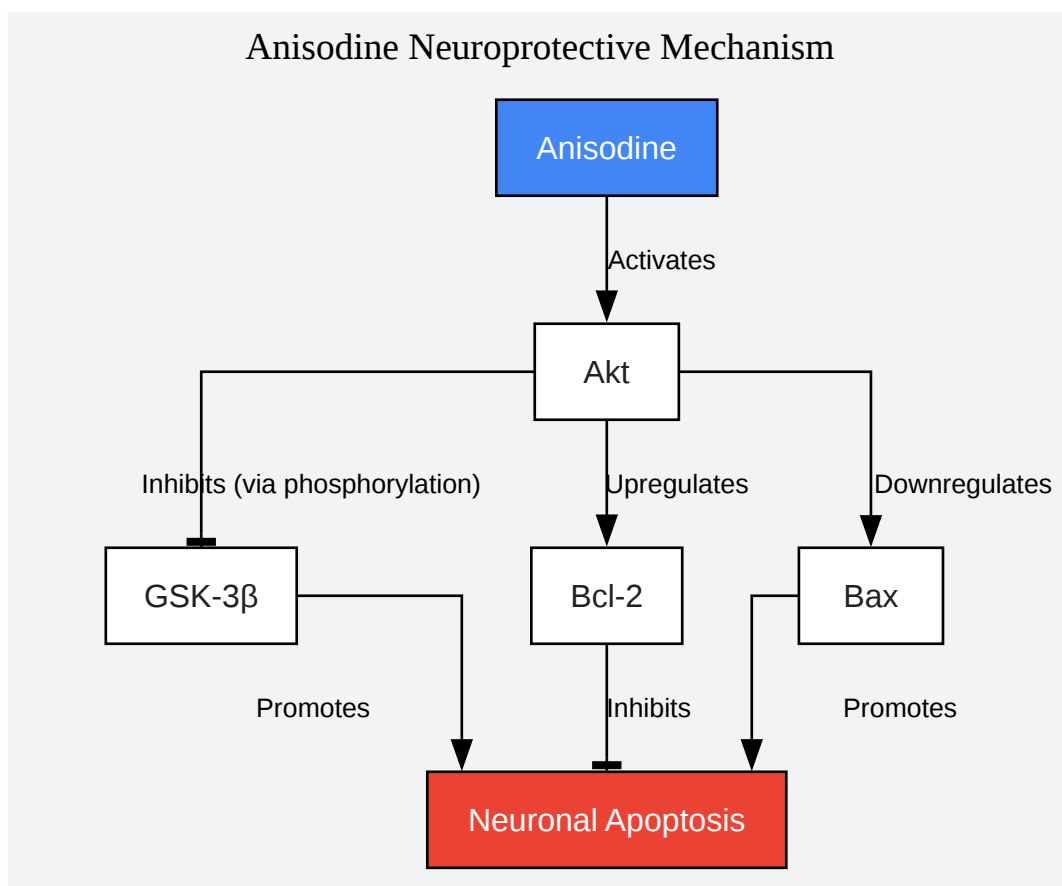 Anisodine Neuroprotective Mechanism
Anisodine
Activates
Akt
Inhibits (via phosphorylation)
Upregulates
Downregulates
GSK-3β
Bcl-2
Bax
Promotes
Inhibits
Promotes
Neuronal Apoptosis